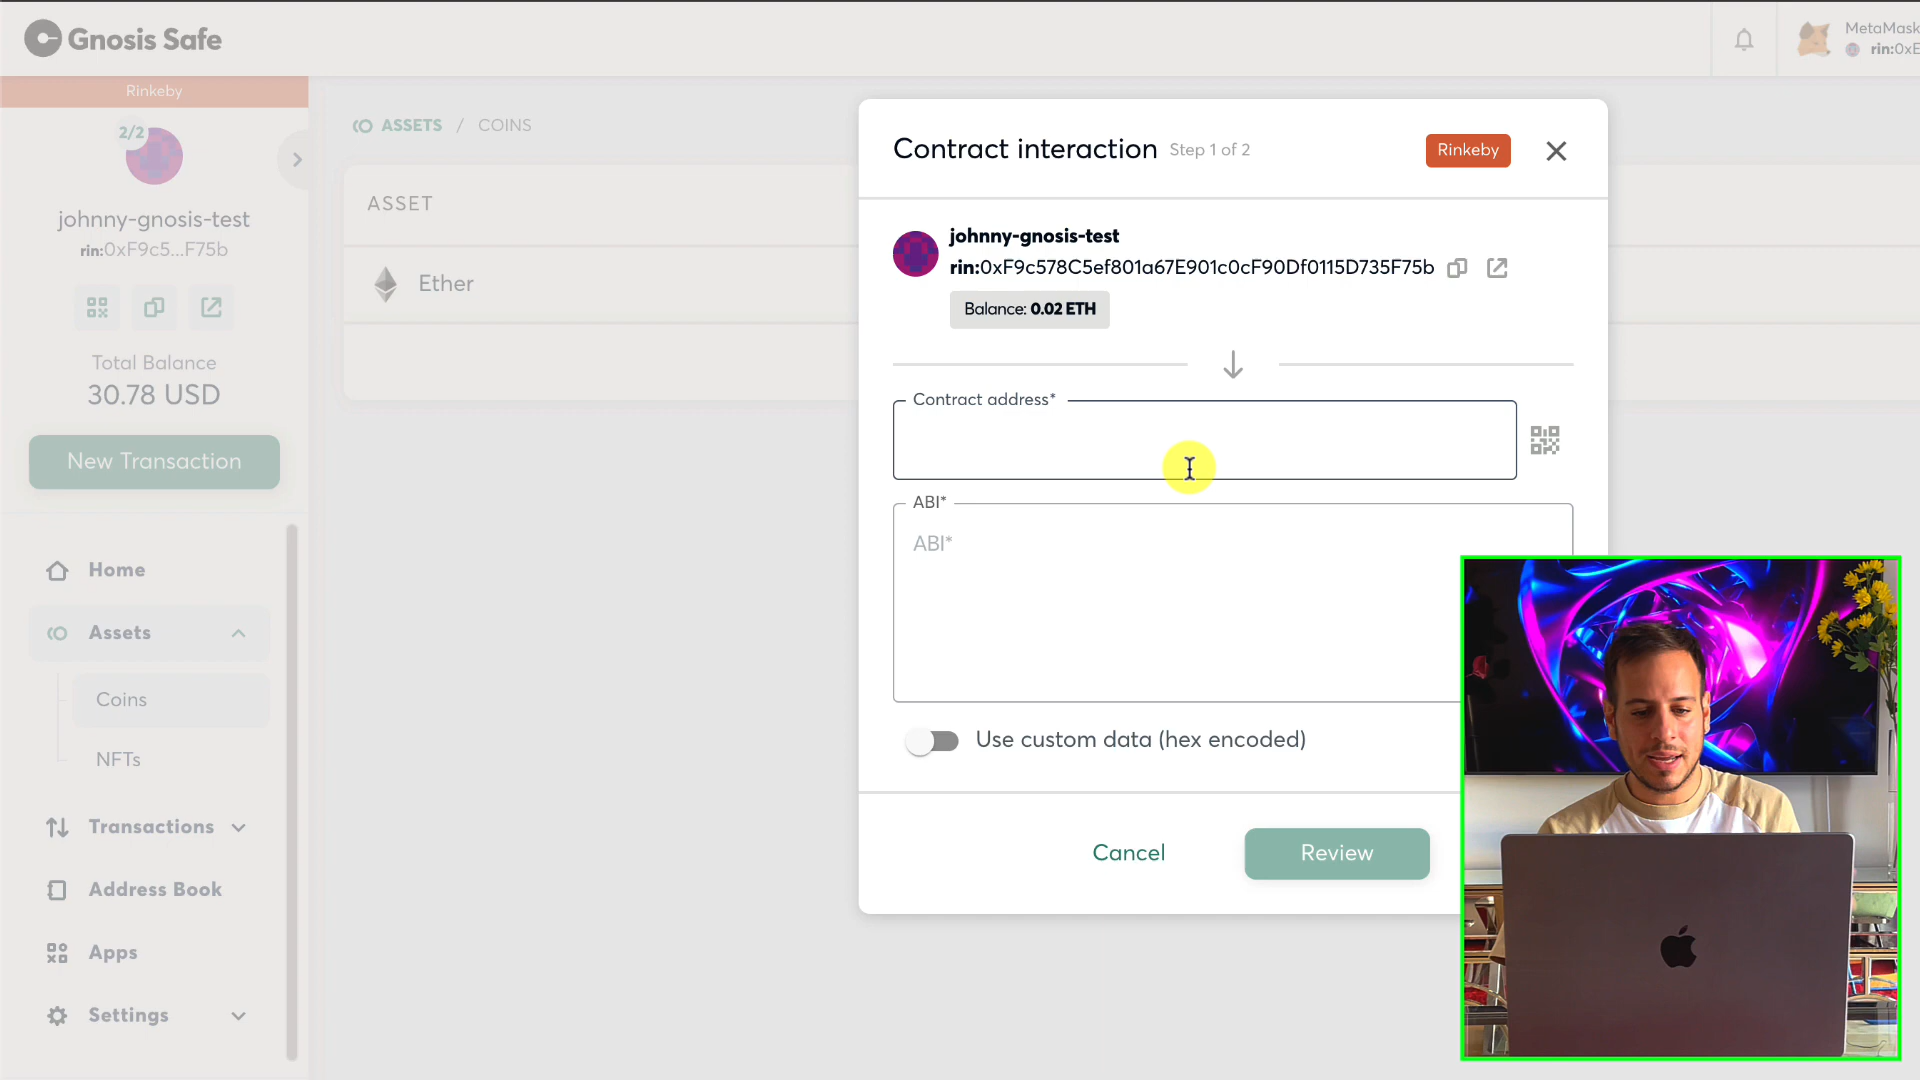 Gnosis Safe
MetaMask
rin:0xE
Rinkeby
2/2
johnny-gnosis-test
rin:0xF9c5...F75b
Total Balance
30.78 USD
New Transaction
Home
Assets
Coins
NFTs
Transactions
Address Book
Apps
Settings
ASSETS / COINS
ASSET
Ether
Contract interaction Step 1 of 2
Rinkeby
johnny-gnosis-test
rin:0xF9c578C5ef801a67E901c0cF90Df0115D735F75b
Balance: 0.02 ETH
Contract address*
ABI*
ABI*
Use custom data (hex encoded)
Cancel
Review